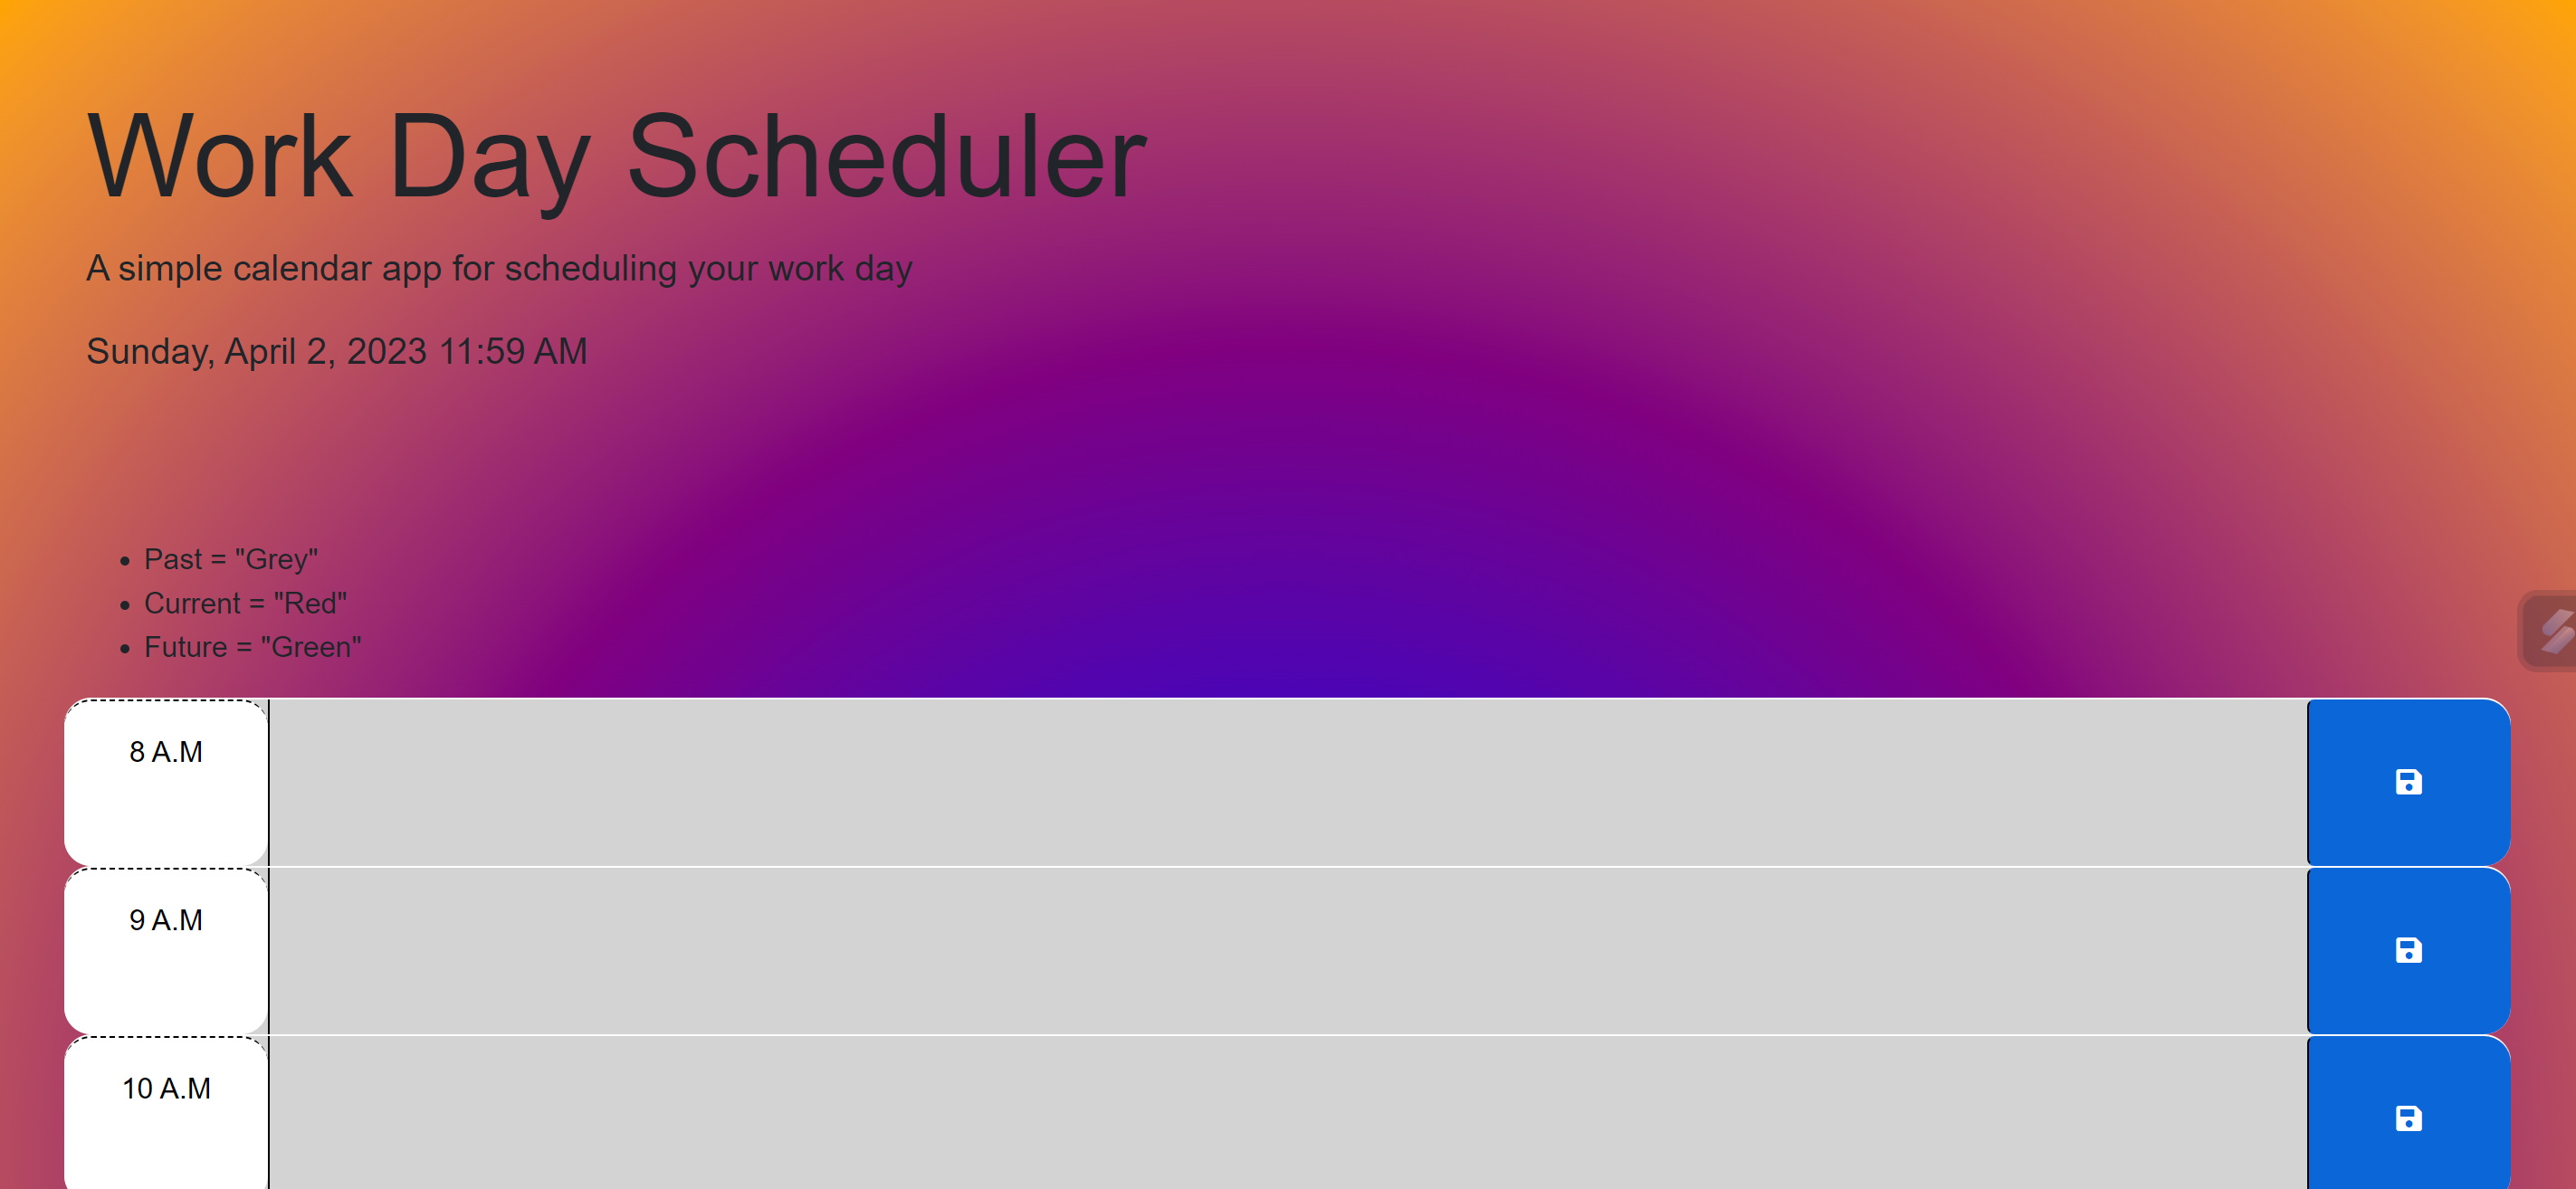 Work Day Scheduler
A simple calendar app for scheduling your work day
Sunday, April 2, 2023 11:59 AM
• Past = "Grey"
• Current = "Red"
• Future = "Green"
8 A.M
9 A.M
10 A.M